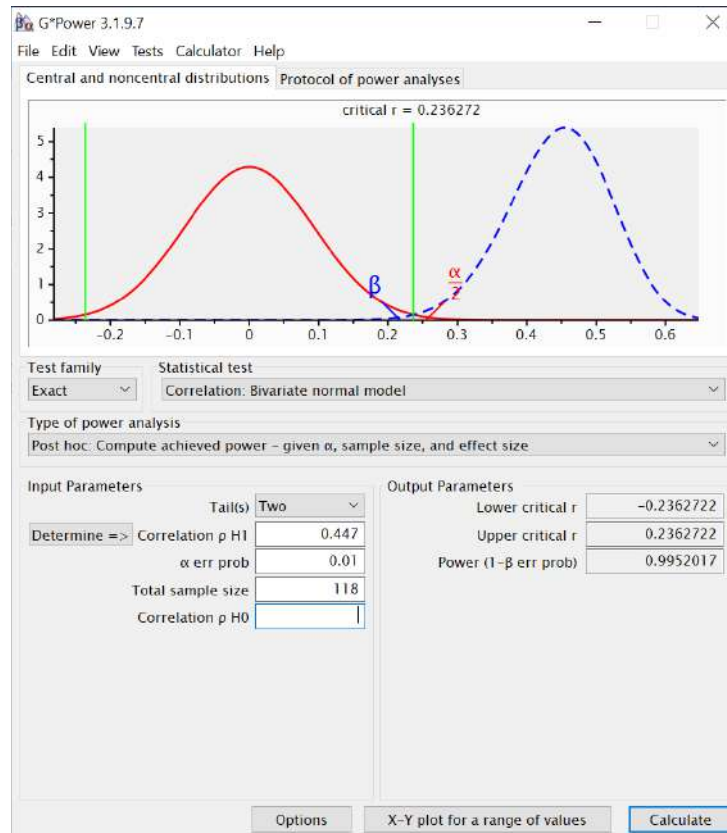 G*Power 3.1.9.7
File Edit View Tests Calculator Help
Central and noncentral distributions Protocol of power analyses
critical r = 0.236272
5
4
3
2
1
0
β
α
2
-0.2 -0.1 0 0.1 0.2 0.3 0.4 0.5 0.6
Test family Statistical test
Exact Correlation: Bivariate normal model
Type of power analysis
Post hoc: Compute achieved power – given α, sample size, and effect size
Input Parameters
Tail(s) Two
Determine => Correlation ρ H1 0.447
α err prob 0.01
Total sample size 118
Correlation ρ H0
Output Parameters
Lower critical r -0.2362722
Upper critical r 0.2362722
Power (1-β err prob) 0.9952017
Options X-Y plot for a range of values Calculate